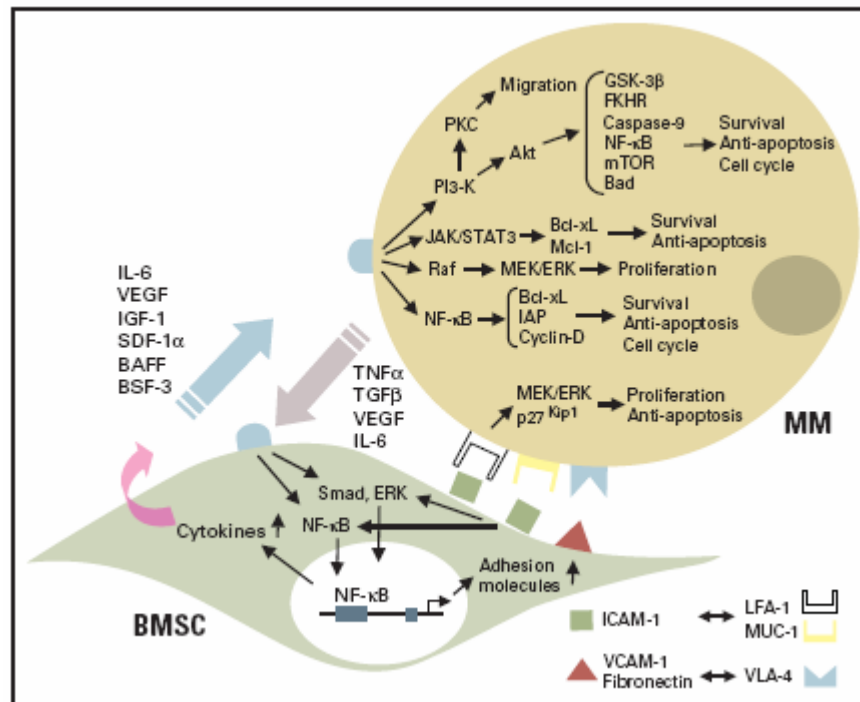 Migration
GSK-3β
FKHR
Caspase-9
NF-κB
mTOR
Bad
PKC
Akt
PI3-K
Survival
Anti-apoptosis
Cell cycle
JAK/STAT3
Bcl-xL
Mcl-1
Survival
Anti-apoptosis
Raf
MEK/ERK
Proliferation
NF-κB
Bcl-xL
IAP
Cyclin-D
Survival
Anti-apoptosis
Cell cycle
MEK/ERK
p27 Kip1
Proliferation
Anti-apoptosis
MM
IL-6
VEGF
IGF-1
SDF-1α
BAFF
BSF-3
TNFα
TGFβ
VEGF
IL-6
Smad, ERK
Cytokines
NF-κB
NF-κB
Adhesion
molecules
BMSC
ICAM-1
LFA-1
MUC-1
VCAM-1
Fibronectin
VLA-4